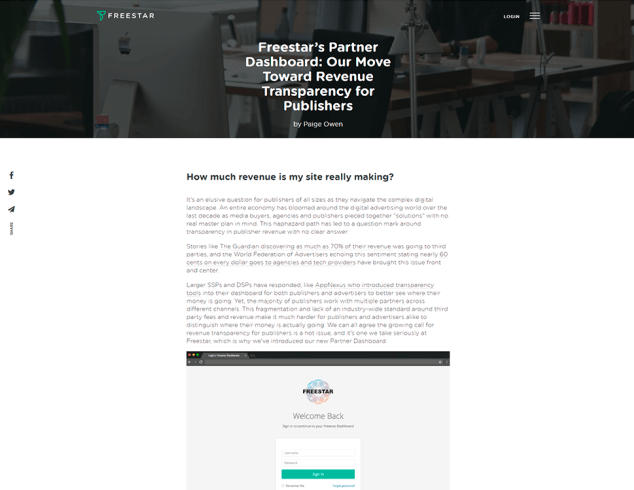 FREESTAR
LOGIN
Freestar's Partner
Dashboard: Our Move
Toward Revenue
Transparency for
Publishers
by Paige Owen
SHARE
How much revenue is my site really making?
It's an elusive question for publishers of all sizes as they navigate the complex digital
landscape. An entire economy has bloomed around the digital advertising world over the
last decade as media buyers, agencies and publishers pieced together "solutions" with no
real master plan in mind. This haphazard path has led to a question mark around
transparency in publisher revenue with no clear answer.
Stories like The Guardian discovering as much as 70% of their revenue was going to third
parties, and the World Federation of Advertisers echoing this sentiment stating nearly 60
cents on every dollar goes to agencies and tech providers have brought this issue front
and center.
Larger SSPs and DSPs have responded, like AppNexus who introduced transparency
tools into their dashboard for both publishers and advertisers to better see where their
money is going. Yet, the majority of publishers work with multiple partners across
different channels. This fragmentation and lack of an industry-wide standard around third
party fees and revenue make it much harder for publishers and advertisers alike to
distinguish where their money is actually going. We can all agree the growing call for
revenue transparency for publishers is a hot issue, and it's one we take seriously at
Freestar, which is why we've introduced our new Partner Dashboard.
FREESTAR
Welcome Back
Sign in to continue to your Freestar Dashboard
Username
Password
Sign In
Remember Me
Forgot password?